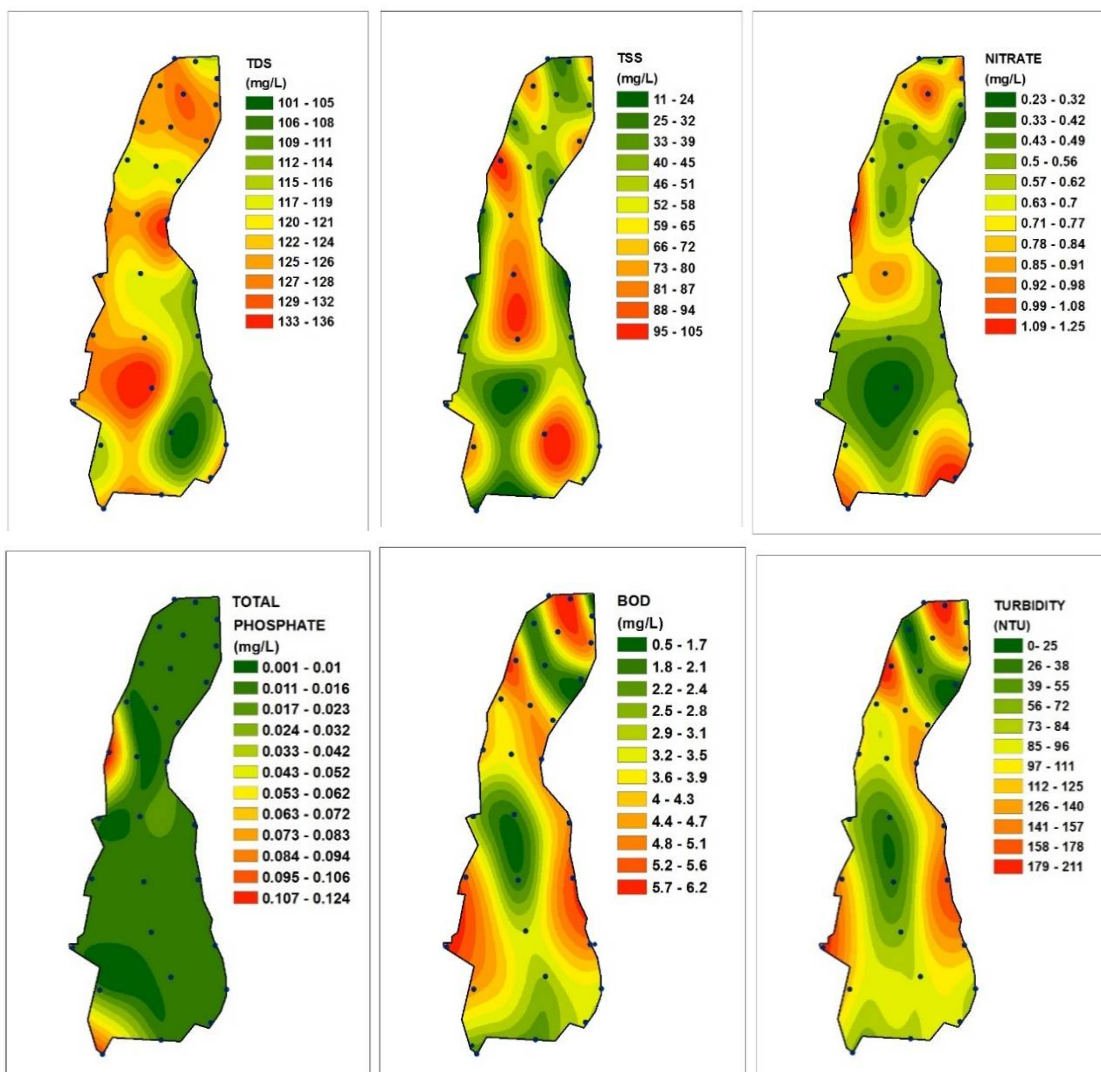 TDS
(mg/L)
101 - 105
106 - 108
109 - 111
112 - 114
115 - 116
117 - 119
120 - 121
122 - 124
125 - 126
127 - 128
129 - 132
133 - 136
TSS
(mg/L)
11 - 24
25 - 32
33 - 39
40 - 45
46 - 51
52 - 58
59 - 65
66 - 72
73 - 80
81 - 87
88 - 94
95 - 105
NITRATE
(mg/L)
0.23 - 0.32
0.33 - 0.42
0.43 - 0.49
0.5 - 0.56
0.57 - 0.62
0.63 - 0.7
0.71 - 0.77
0.78 - 0.84
0.85 - 0.91
0.92 - 0.98
0.99 - 1.08
1.09 - 1.25
TOTAL
PHOSPHATE
(mg/L)
0.001 - 0.01
0.011 - 0.016
0.017 - 0.023
0.024 - 0.032
0.033 - 0.042
0.043 - 0.052
0.053 - 0.062
0.063 - 0.072
0.073 - 0.083
0.084 - 0.094
0.095 - 0.106
0.107 - 0.124
BOD
(mg/L)
0.5 - 1.7
1.8 - 2.1
2.2 - 2.4
2.5 - 2.8
2.9 - 3.1
3.2 - 3.5
3.6 - 3.9
4 - 4.3
4.4 - 4.7
4.8 - 5.1
5.2 - 5.6
5.7 - 6.2
TURBIDITY
(NTU)
0- 25
26 - 38
39 - 55
56 - 72
73 - 84
85 - 96
97 - 111
112 - 125
126 - 140
141 - 157
158 - 178
179 - 211